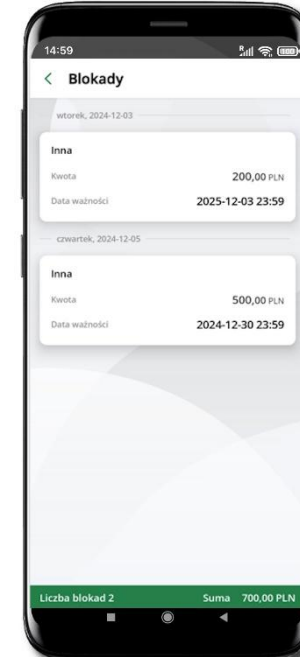 14:59
Blokady
wtorek, 2024-12-03
Inna
Kwota 200,00 PLN
Data ważności 2025-12-03 23:59
czwartek, 2024-12-05
Inna
Kwota 500,00 PLN
Data ważności 2024-12-30 23:59
Liczba blokad 2 Suma 700,00 PLN